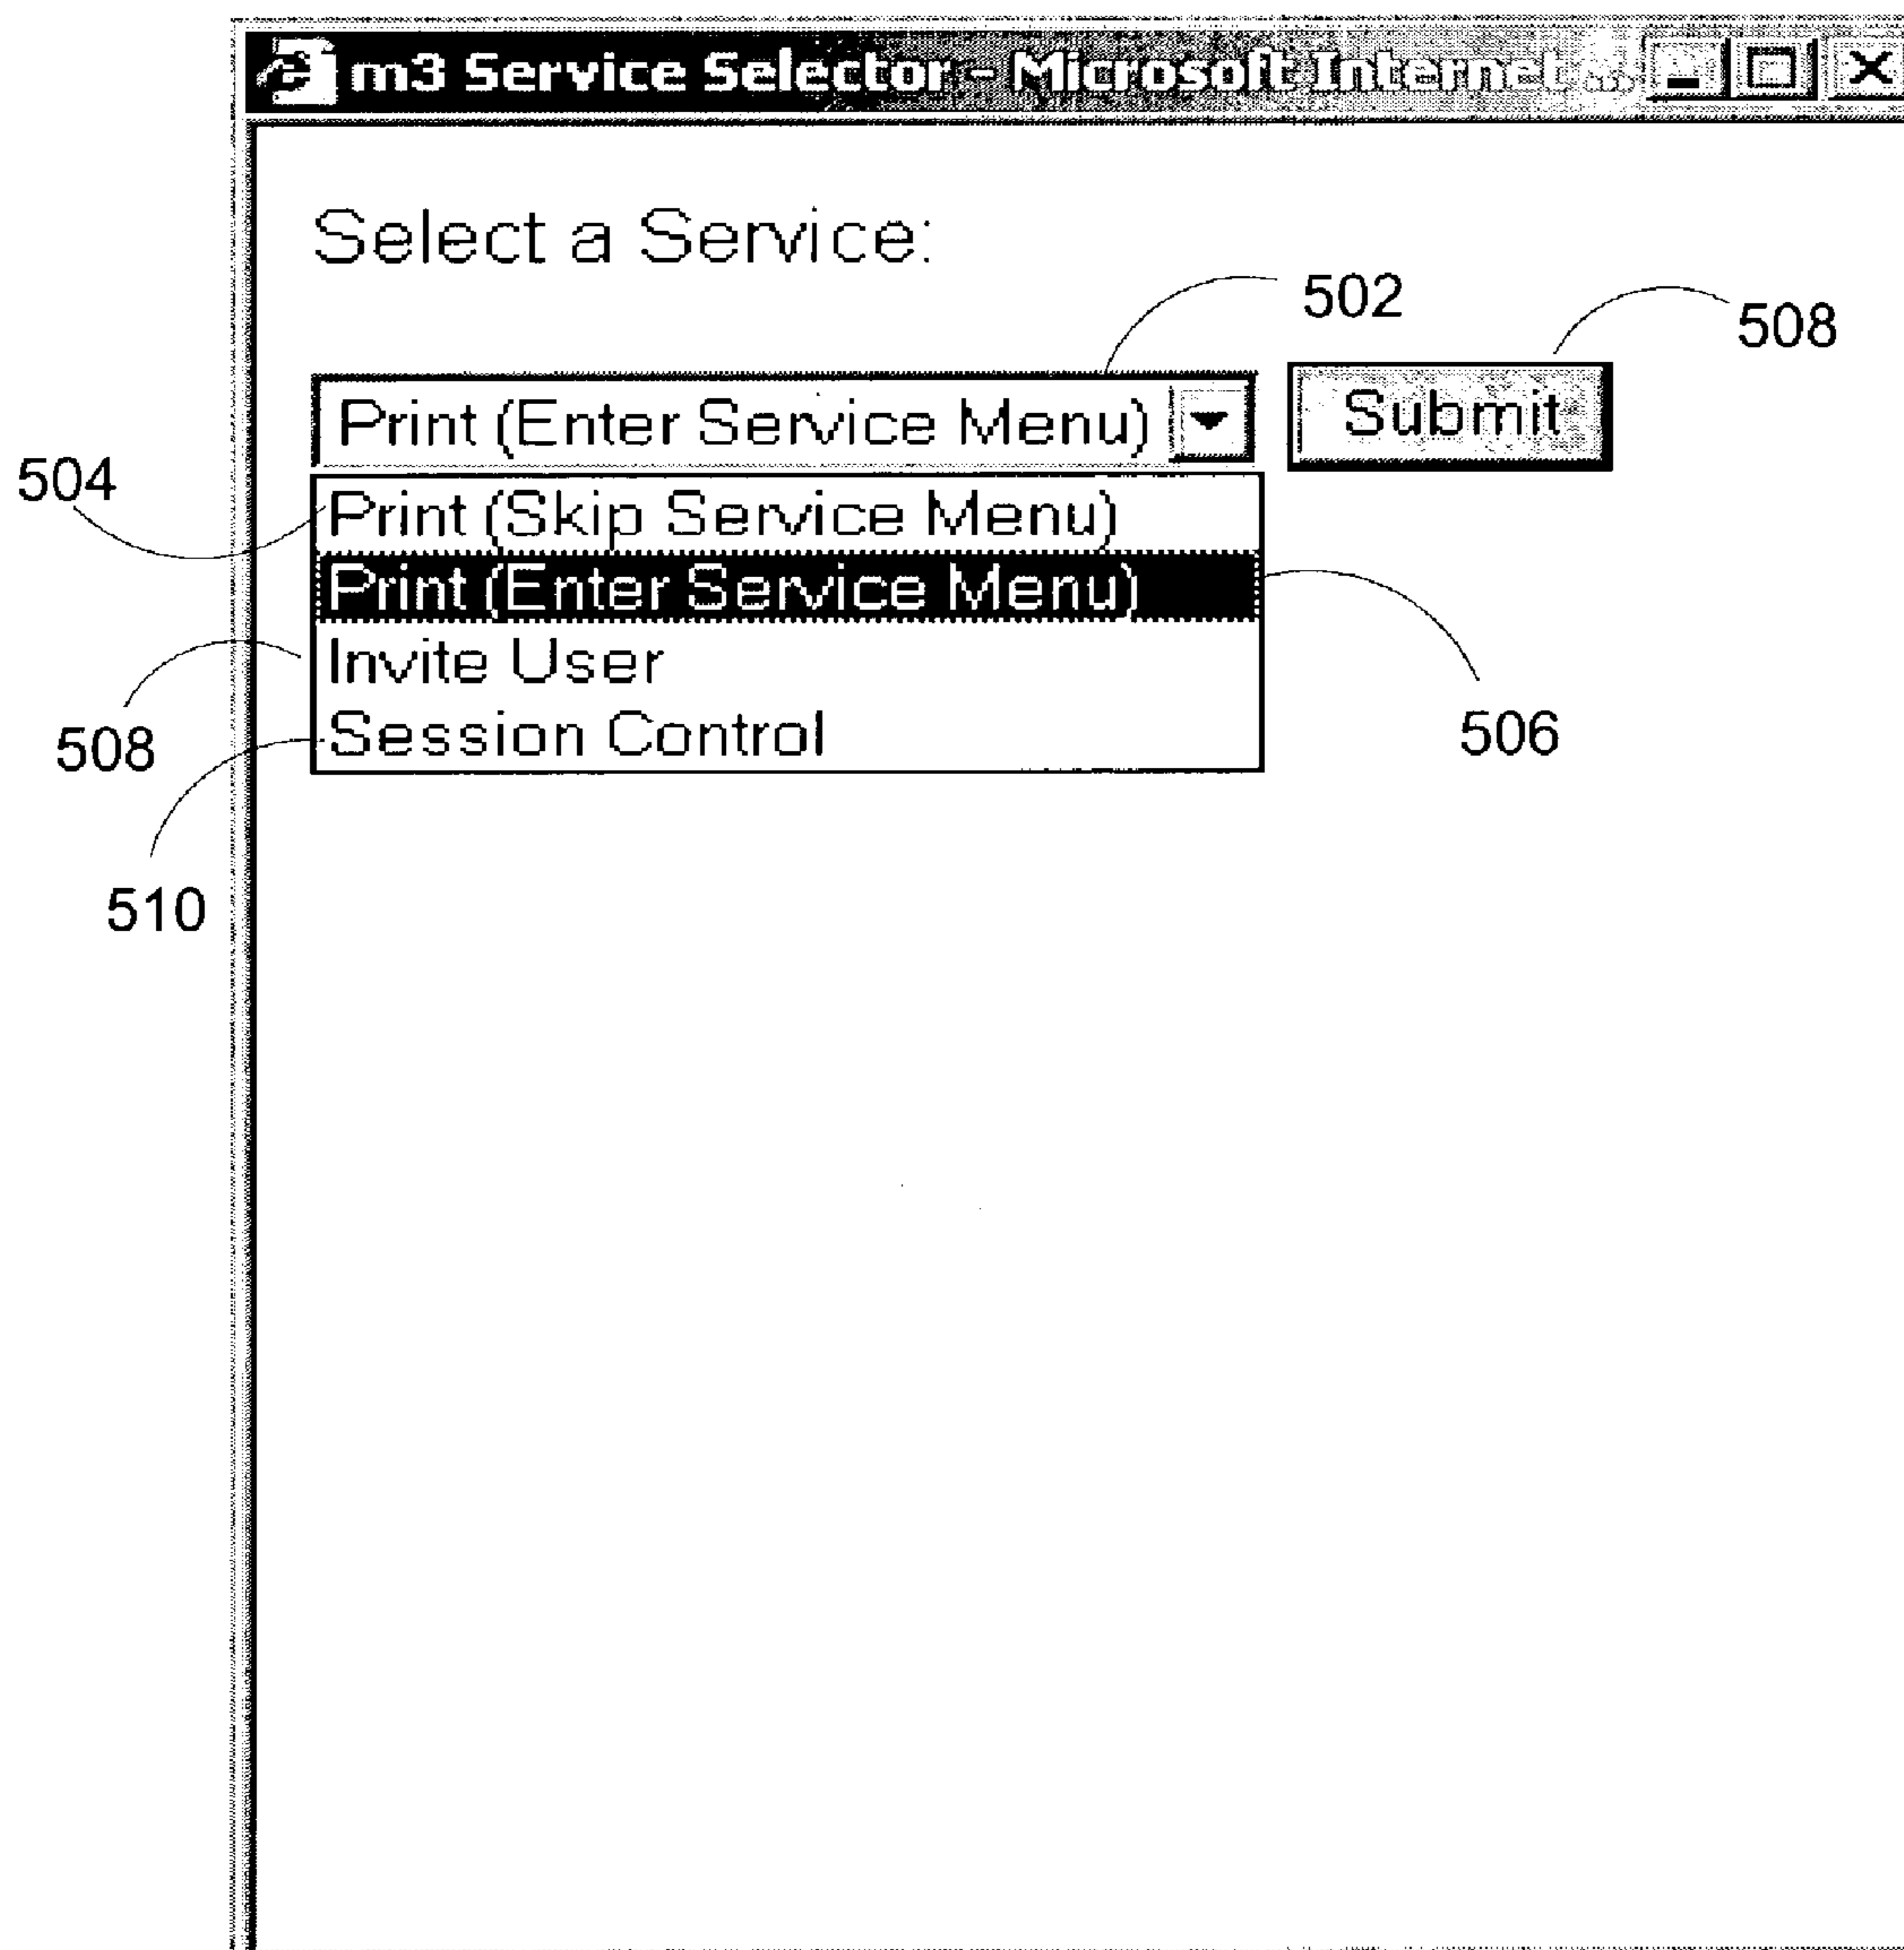 m3 Service Selector - Microsoft Internet ...
Select a Service:
502
508
Print (Enter Service Menu)
Submit
504
Print (Skip Service Menu)
Print (Enter Service Menu)
Invite User
508
Session Control
506
510